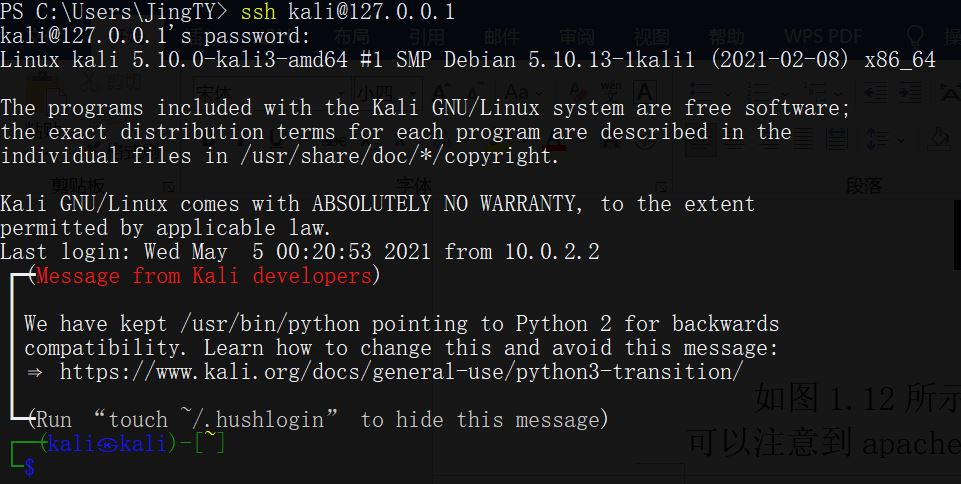 PS C:\Users\JingTY> ssh kali@127.0.0.1
kali@127.0.0.1's password:
布局 引用 邮件 审阅 视图 帮助 WPS PDF
Linux kali 5.10.0-kali3-amd64 #1 SMP Debian 5.10.13-1kali1 (2021-02-08) x86_64
剪切
宋体 小四
The programs included with the Kali GNU/Linux system are free software;
the exact distribution terms for each program are described in the
individual files in /usr/share/doc/*/copyright.
剪贴板 字体 段落
Kali GNU/Linux comes with ABSOLUTELY NO WARRANTY, to the extent
permitted by applicable law.
Last login: Wed May  5 00:20:53 2021 from 10.0.2.2
(Message from Kali developers)
We have kept /usr/bin/python pointing to Python 2 for backwards
compatibility. Learn how to change this and avoid this message:
⇒ https://www.kali.org/docs/general-use/python3-transition/
如图 1.12 所示
(Run “touch ~/.hushlogin” to hide this message)
可以注意到 apache
(kali㉿kali)-[~]
$